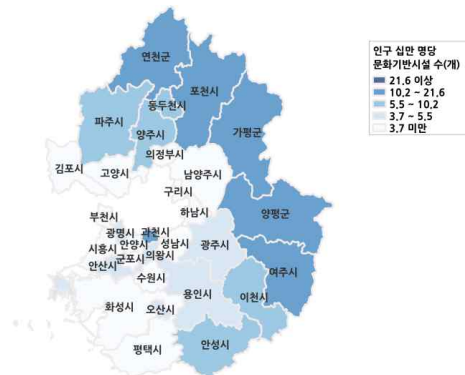 인구 십만 명당
문화기반시설 수(개)
21.6 이상
10.2 ~ 21.6
5.5 ~ 10.2
3.7 ~ 5.5
3.7 미만
연천군
포천시
동두천시
파주시
양주시
가평군
의정부시
김포시
고양시
남양주시
구리시
하남시
부천시
양평군
광명시
과천시
시흥시
안양시
성남시
광주시
군포시
의왕시
안산시
여주시
수원시
용인시
이천시
화성시
오산시
안성시
평택시